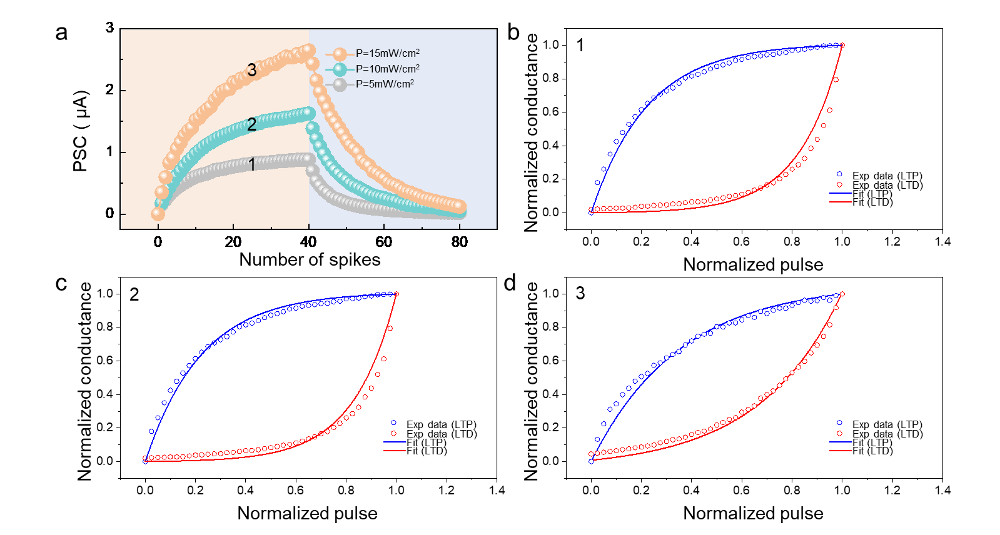 a
3
2
1
0
PSC ( μA)
3
2
1
P=15mW/cm²
P=10mW/cm²
P=5mW/cm²
0 20 40 60 80
Number of spikes
b
1
Normalized conductance
1.0
0.8
0.6
0.4
0.2
0.0
Exp data (LTP)
Exp data (LTD)
Fit (LTP)
Fit (LTD)
0.0 0.2 0.4 0.6 0.8 1.0 1.2 1.4
Normalized pulse
c
2
Normalized conductance
1.0
0.8
0.6
0.4
0.2
0.0
Exp data (LTP)
Exp data (LTD)
Fit (LTP)
Fit (LTD)
0.0 0.2 0.4 0.6 0.8 1.0 1.2 1.4
Normalized pulse
d
3
Normalized conductance
1.0
0.8
0.6
0.4
0.2
0.0
Exp data (LTP)
Exp data (LTD)
Fit (LTP)
Fit (LTD)
0.0 0.2 0.4 0.6 0.8 1.0 1.2 1.4
Normalized pulse